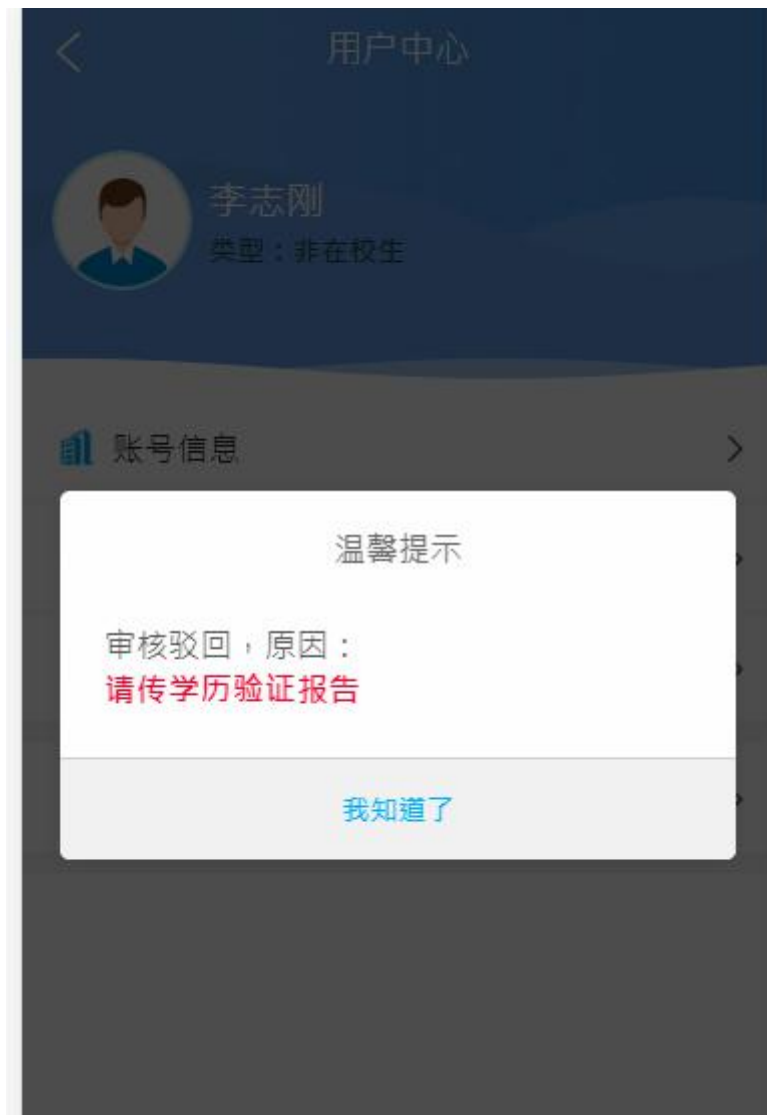 用户中心
李志刚
类型：非在校生
账号信息
温馨提示
审核驳回，原因：
请传学历验证报告
我知道了